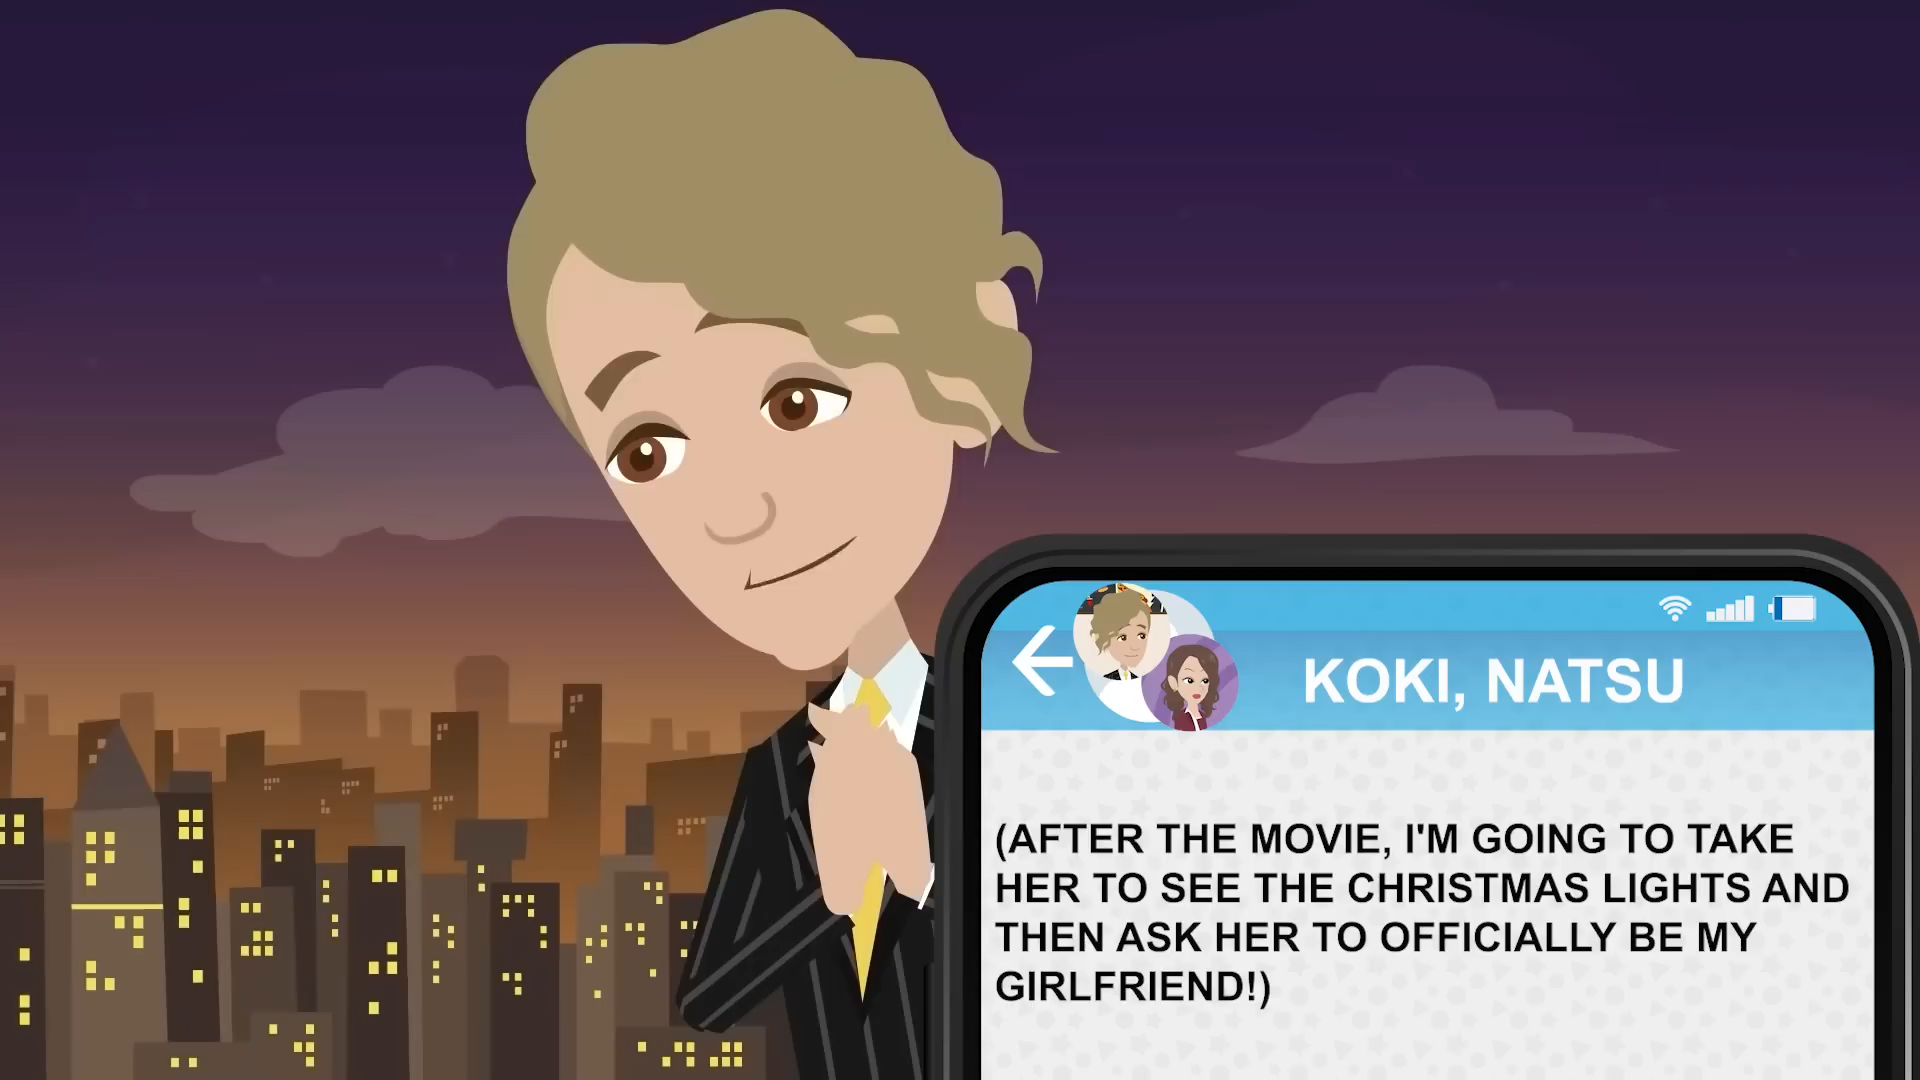 KOKI, NATSU
(AFTER THE MOVIE, I'M GOING TO TAKE
HER TO SEE THE CHRISTMAS LIGHTS AND
THEN ASK HER TO OFFICIALLY BE MY
GIRLFRIEND!)